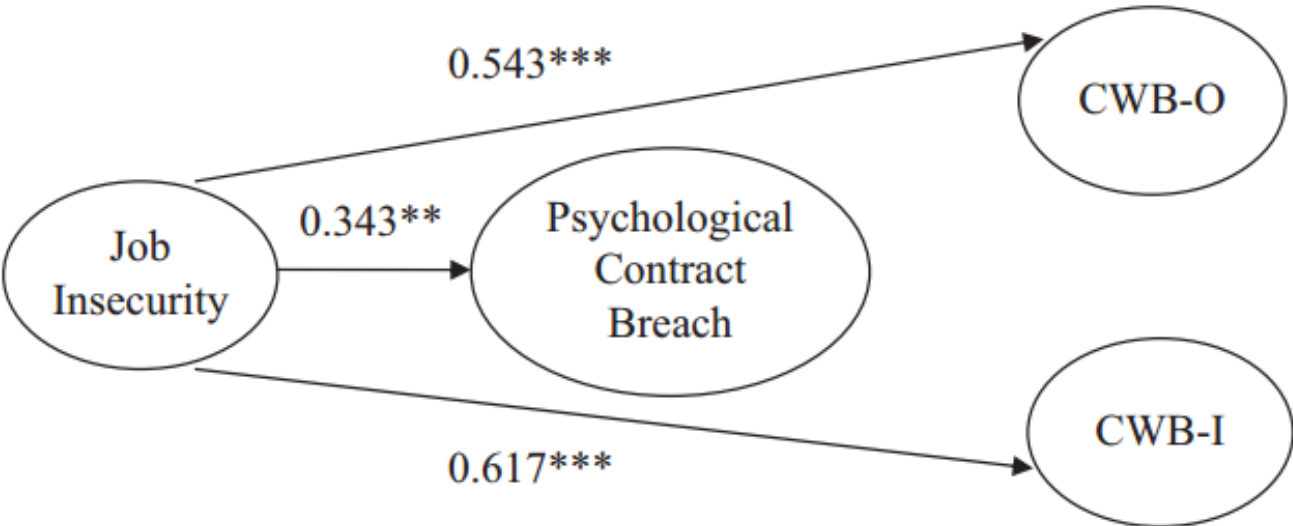 0.543***
CWB-O
0.343**
Psychological
Contract
Breach
Job
Insecurity
CWB-I
0.617***